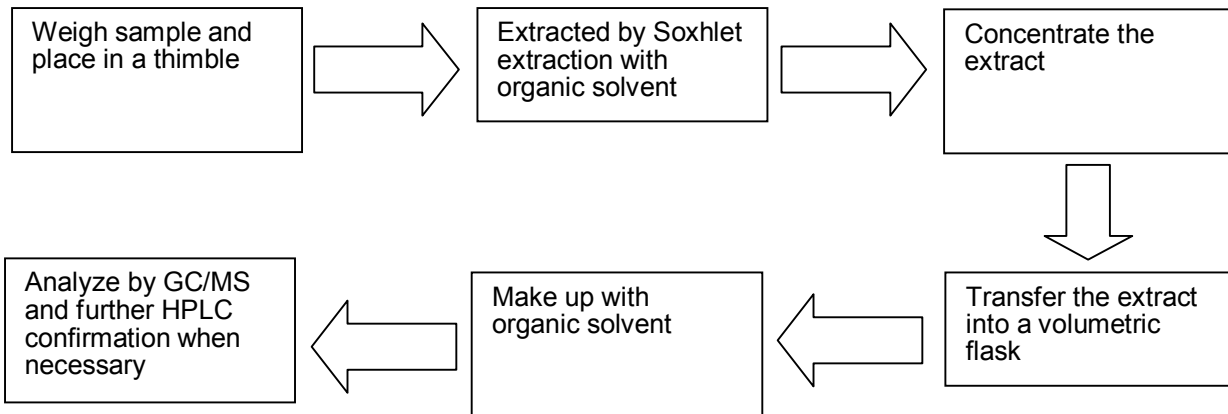 Weigh sample and
place in a thimble
Extracted by Soxhlet
extraction with
organic solvent
Concentrate the
extract
Transfer the extract
into a volumetric
flask
Make up with
organic solvent
Analyze by GC/MS
and further HPLC
confirmation when
necessary